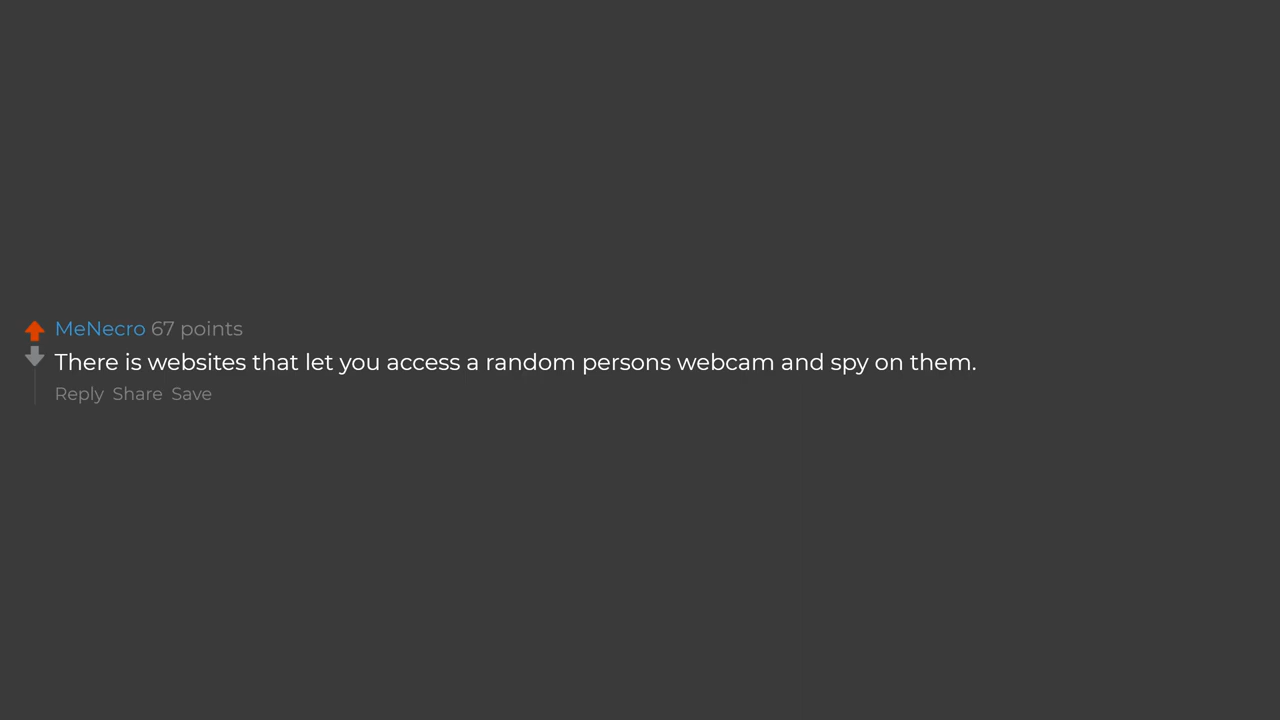 MeNecro 67 points
There is websites that let you access a random persons webcam and spy on them.
Reply Share Save